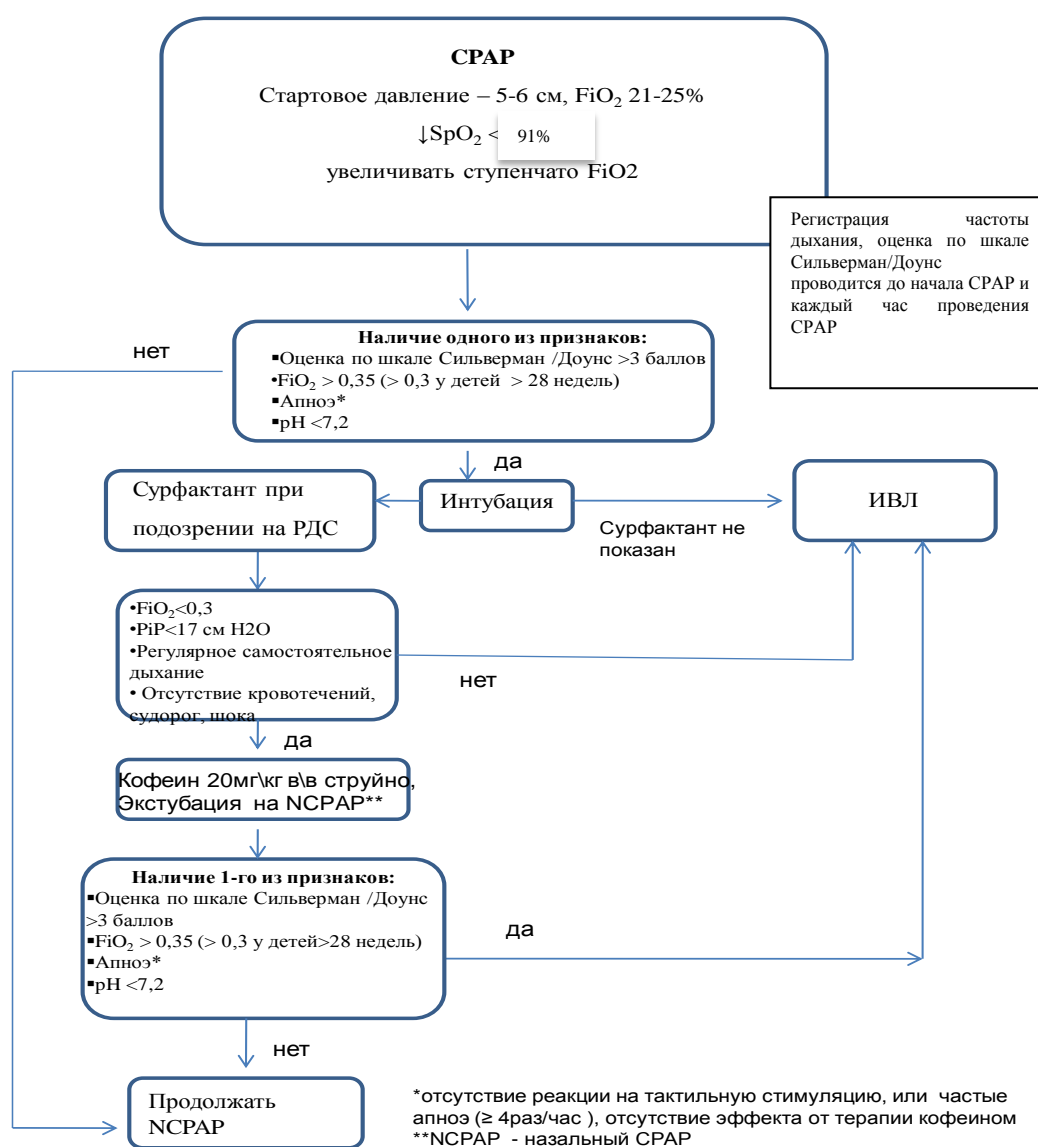 CPAP
Стартовое давление – 5-6 см, FiO₂ 21-25%
↓SpO₂ < 91%
увеличивать ступенчато FiO2
Регистрация частоты
дыхания, оценка по шкале
Сильверман/Доунс
проводится до начала CPAP и
каждый час проведения
CPAP
Наличие одного из признаков:
▪Оценка по шкале Сильверман /Доунс >3 баллов
•FiO₂ > 0,35 (> 0,3 у детей > 28 недель)
▪Апноэ*
▪pH <7,2
нет
да
Интубация
Сурфактант при
подозрении на РДС
Сурфактант не
показан
ИВЛ
•FiO₂<0,3
•PiP<17 см H2O
•Регулярное самостоятельное
дыхание
• Отсутствие кровотечений,
судорог, шока
нет
да
Кофеин 20мг\кг в\в струйно,
Экстубация на NCPAP**
Наличие 1-го из признаков:
▪Оценка по шкале Сильверман /Доунс
>3 баллов
▪FiO₂ > 0,35 (> 0,3 у детей>28 недель)
▪Апноэ*
▪pH <7,2
да
нет
Продолжать
NCPAP
*отсутствие реакции на тактильную стимуляцию, или частые
апноэ (≥ 4раз/час ), отсутствие эффекта от терапии кофеином
**NCPAP - назальный CPAP